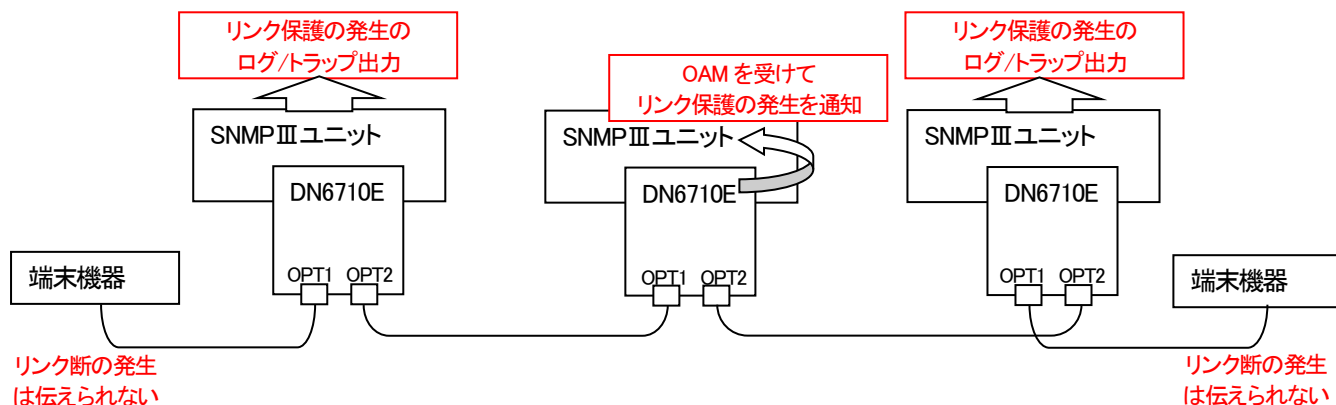 リンク保護の発生の
ログ/トラップ出力
OAM を受けて
リンク保護の発生を通知
リンク保護の発生の
ログ/トラップ出力
SNMPⅢユニット
SNMPⅢユニット
SNMPⅢユニット
DN6710E
DN6710E
DN6710E
端末機器
OPT1 OPT2
OPT1 OPT2
OPT1 OPT2
端末機器
リンク断の発生
は伝えられない
リンク断の発生
は伝えられない